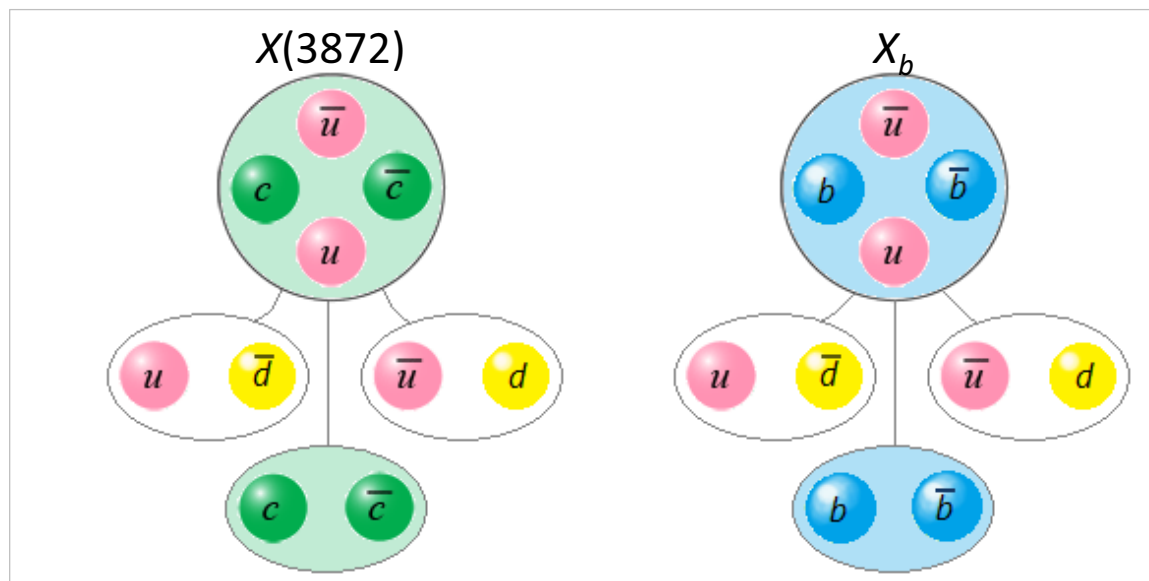 X(3872) X_b
u̅ u̅
c c̅ b b̅
u u
u d̅ u̅ d u d̅ u̅ d
c c̅ b b̅